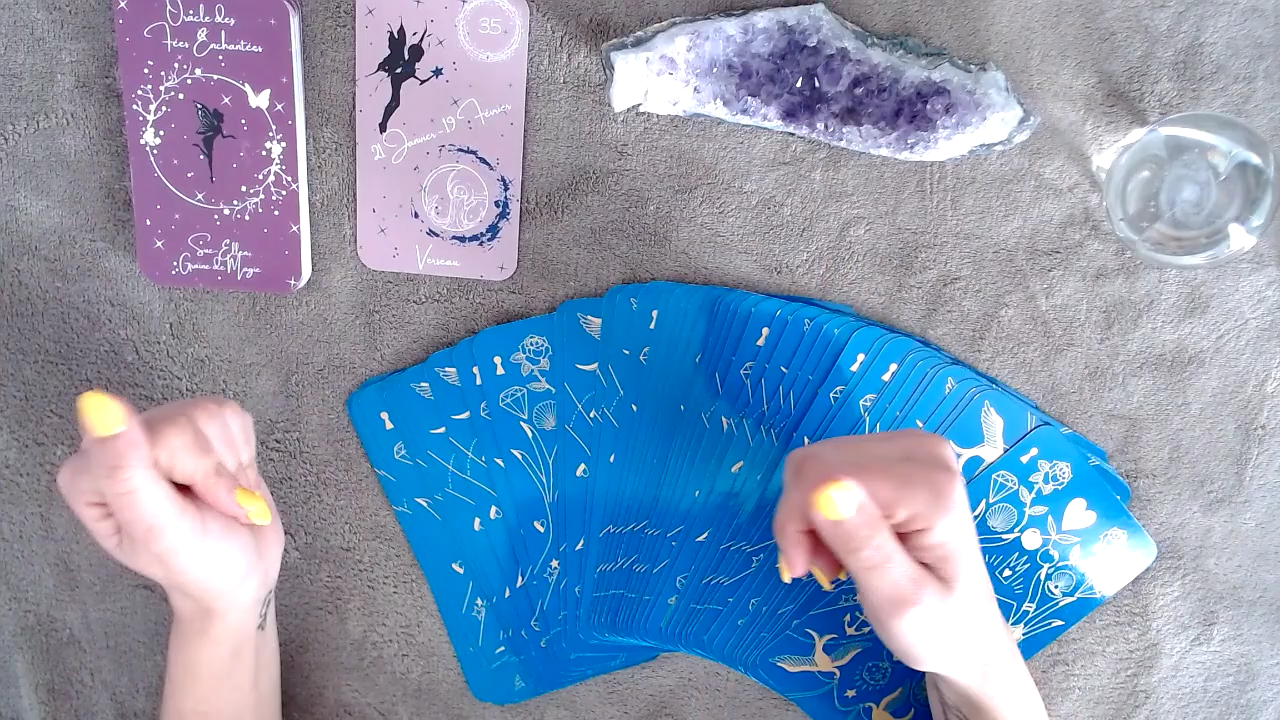 Oracle des
Fées &
Enchantées
Sue-Ellen,
Graine de Magie
35
21 Janvier - 19 Février
Verseau